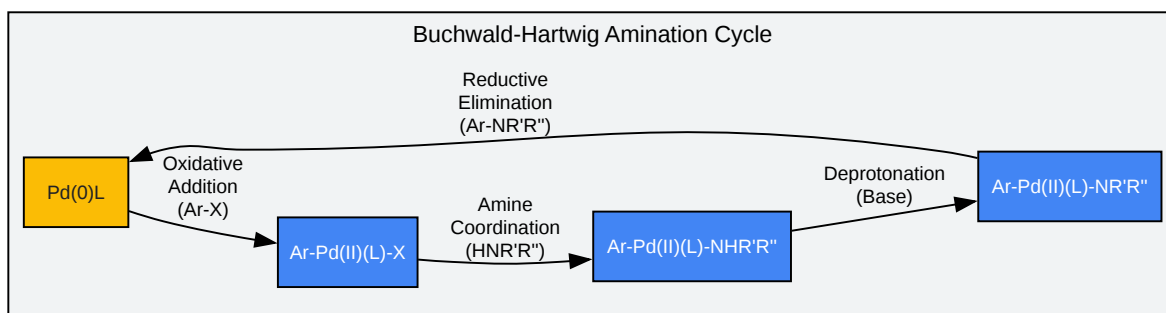 Buchwald-Hartwig Amination Cycle
Reductive
Elimination
(Ar-NR'R")
Pd(0)L
Oxidative
Addition
(Ar-X)
Ar-Pd(II)(L)-X
Amine
Coordination
(HNR'R")
Ar-Pd(II)(L)-NHR'R"
Deprotonation
(Base)
Ar-Pd(II)(L)-NR'R"